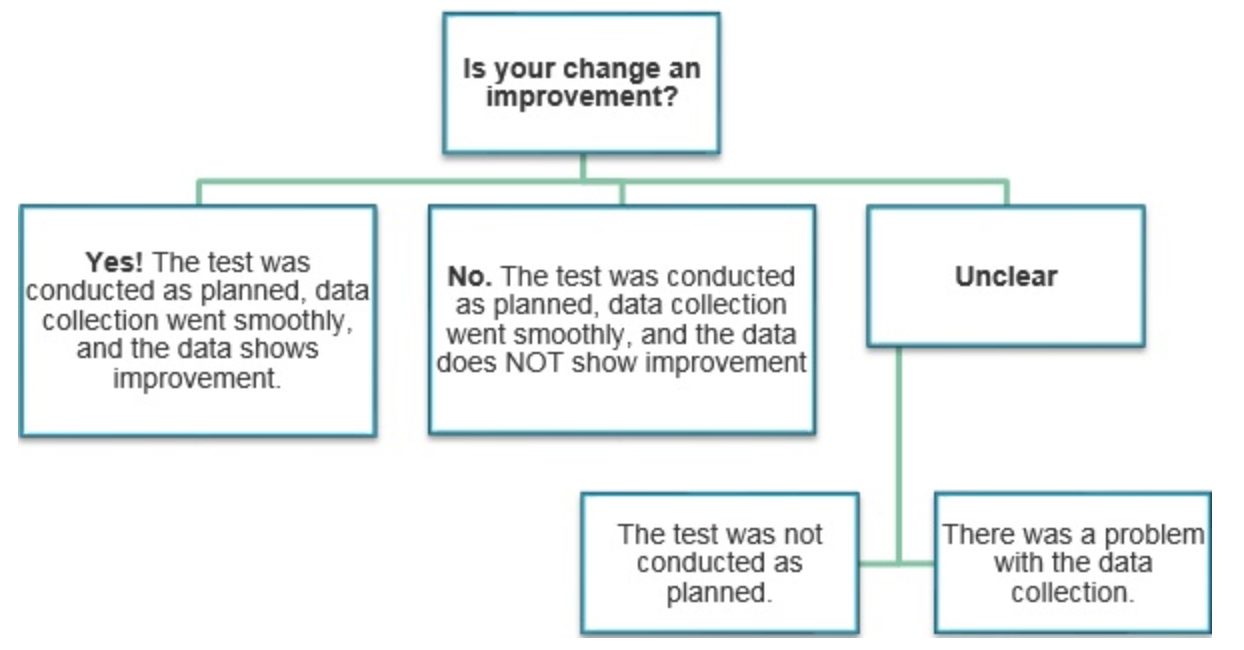 Is your change an
improvement?
Yes! The test was
conducted as planned, data
collection went smoothly,
and the data shows
improvement.
No. The test was conducted
as planned, data collection
went smoothly, and the data
does NOT show improvement
Unclear
The test was not
conducted as
planned.
There was a problem
with the data
collection.